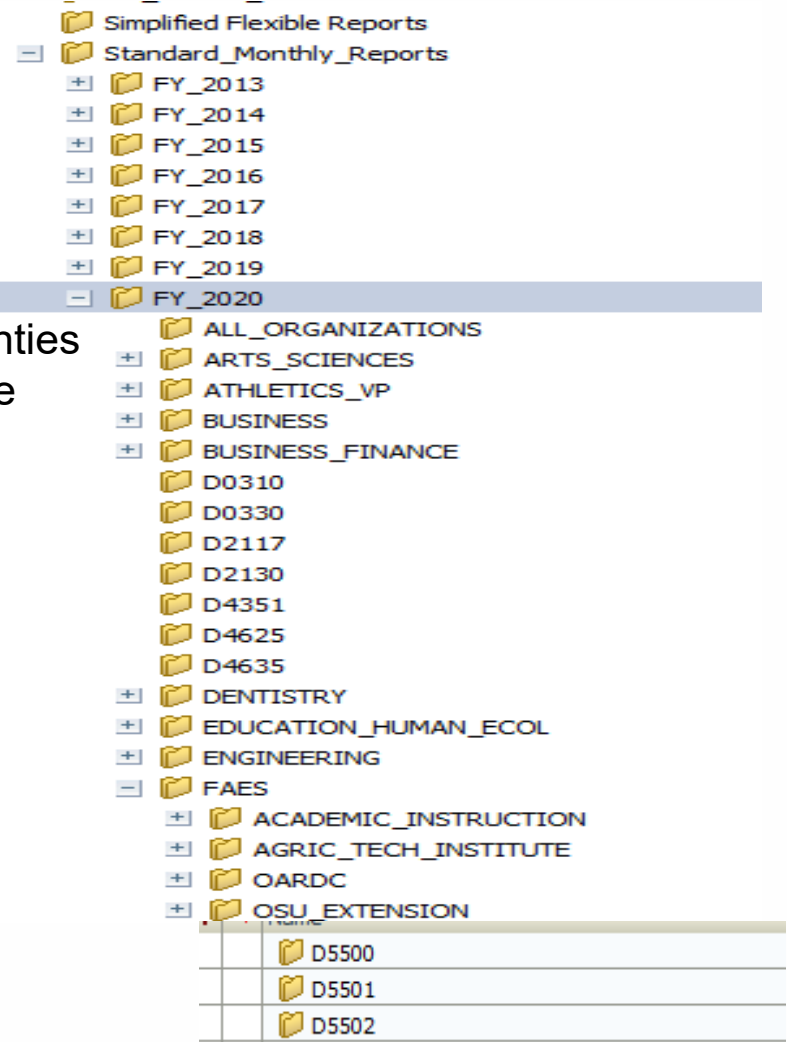 Simplified Flexible Reports
Standard_Monthly_Reports
FY_2013
FY_2014
FY_2015
FY_2016
FY_2017
FY_2018
FY_2019
FY_2020
ALL_ORGANIZATIONS
nties
ARTS_SCIENCES
e
ATHLETICS_VP
BUSINESS
BUSINESS_FINANCE
D0310
D0330
D2117
D2130
D4351
D4625
D4635
DENTISTRY
EDUCATION_HUMAN_ECOL
ENGINEERING
FAES
ACADEMIC_INSTRUCTION
AGRIC_TECH_INSTITUTE
OARDC
OSU_EXTENSION
D5500
D5501
D5502